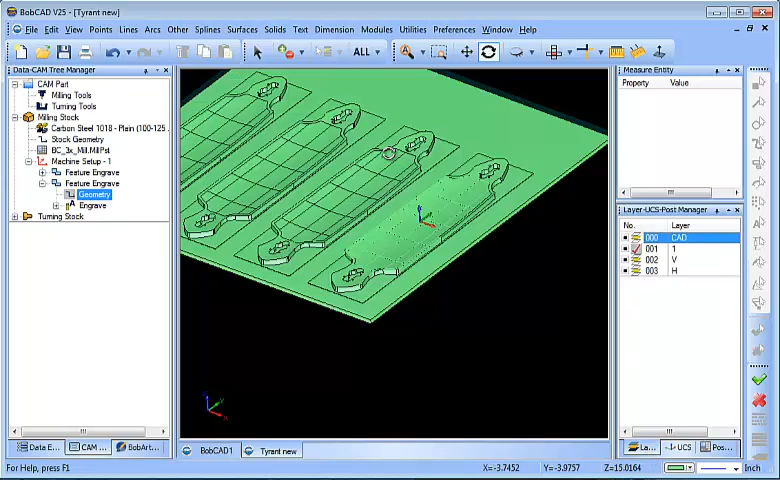 BobCAD V25 - [Tyrant new]
File Edit View Points Lines Arcs Other Splines Surfaces Solids Text Dimension Modules Utilities Preferences Window Help
ALL
Data-CAM Tree Manager
CAM Part
Milling Tools
Turning Tools
Milling Stock
Carbon Steel 1018 - Plain (100-125
Stock Geometry
BC_3x_Mill.MillPst
Machine Setup - 1
Feature Engrave
Feature Engrave
Geometry
Engrave
Turning Stock
Data E...
CAM ...
BobArt...
BobCAD1
Tyrant new
Measure Entity
Property Value
Layer-UCS-Post Manager
No. Layer
000 CAD
001 1
002 V
003 H
La...
UCS
Pos...
For Help, press F1
X=-3.7452 Y=-3.9757 Z=15.0164
Inch